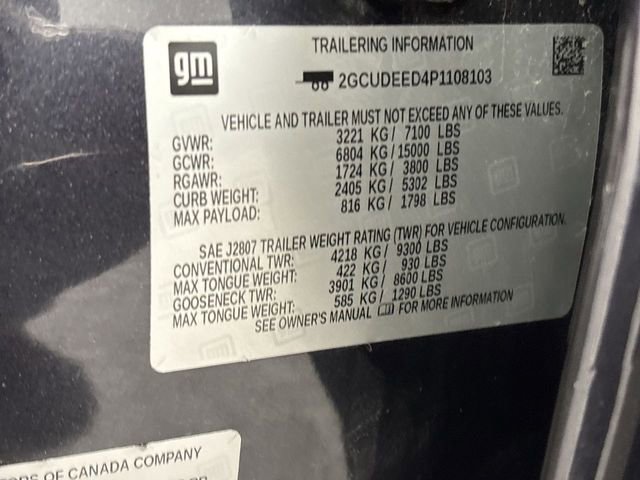 gm
TRAILERING INFORMATION
2GCUDEED4P1108103
VEHICLE AND TRAILER MUST NOT EXCEED ANY OF THESE VALUES.
GVWR: 3221 KG/ 7100 LBS
GCWR: 6804 KG/15000 LBS
RGAWR: 1724 KG/ 3800 LBS
CURB WEIGHT: 2405 KG/ 5302 LBS
MAX PAYLOAD: 816 KG/ 1798 LBS
SAE J2807 TRAILER WEIGHT RATING (TWR) FOR VEHICLE CONFIGURATION.
CONVENTIONAL TWR: 4218 KG/ 9300 LBS
MAX TONGUE WEIGHT: 422 KG/ 930 LBS
GOOSENECK TWR: 3901 KG/ 8600 LBS
MAX TONGUE WEIGHT: 585 KG/ 1290 LBS
SEE OWNER'S MANUAL FOR MORE INFORMATION
OF CANADA COMPANY